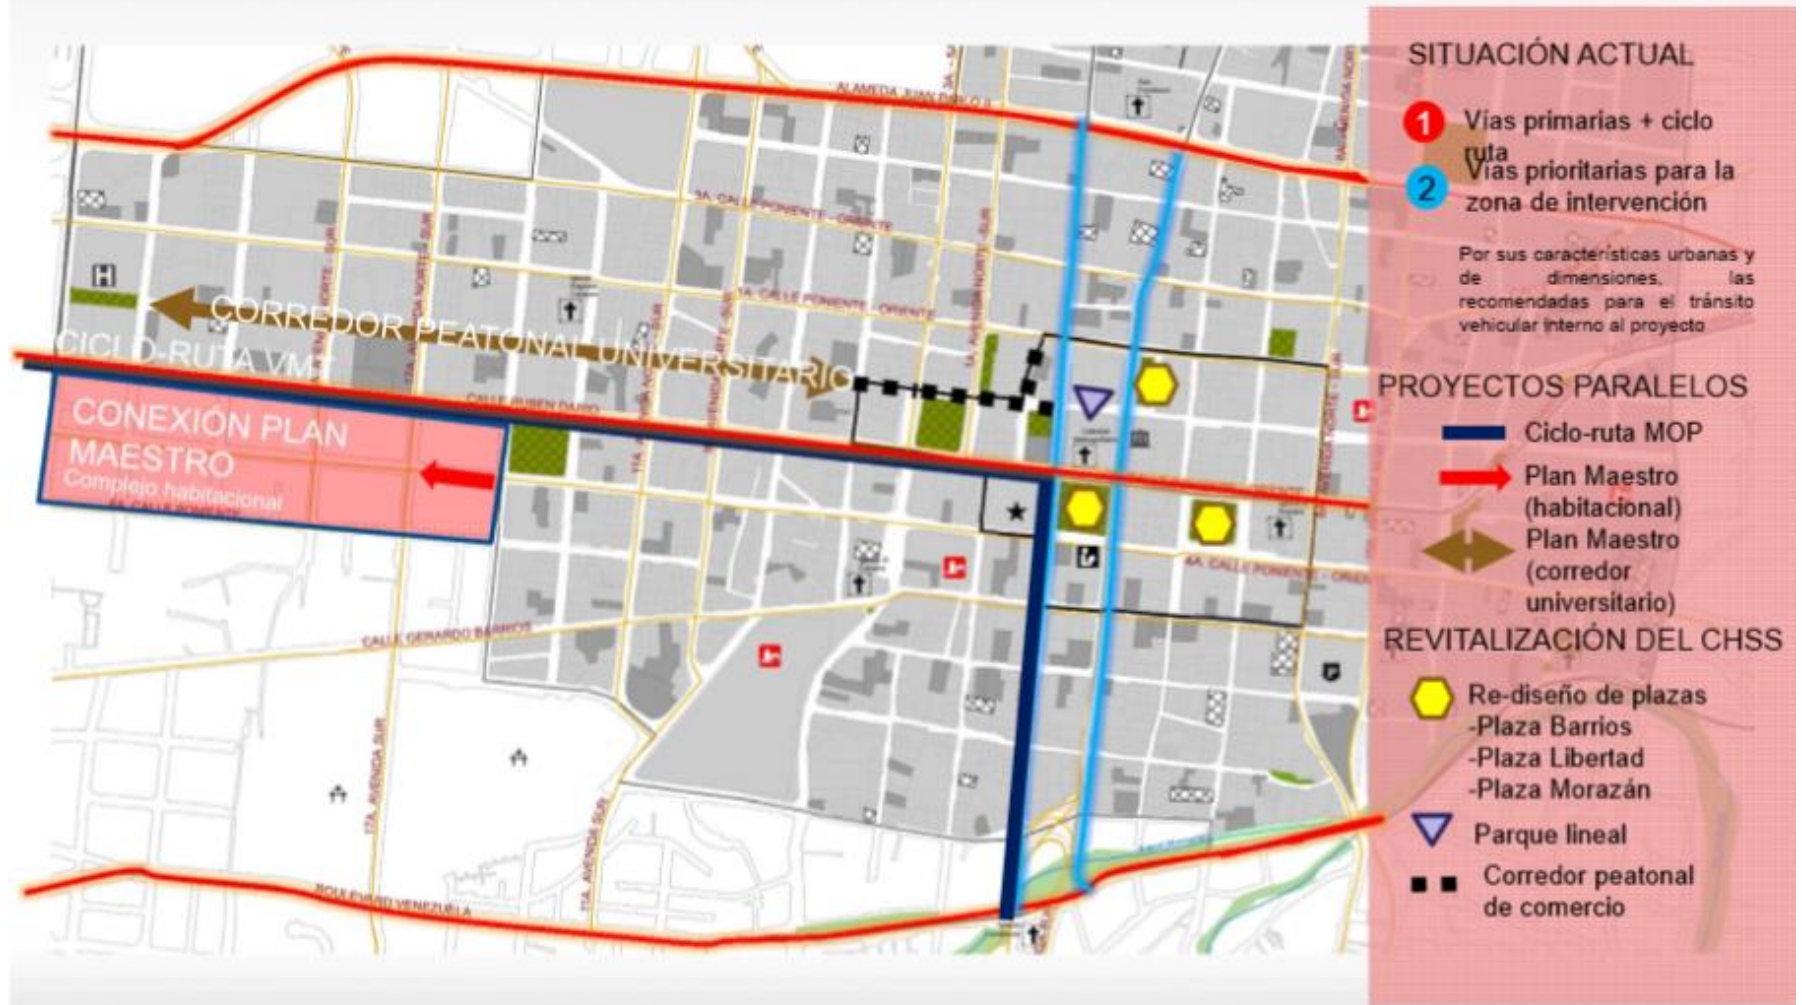 ALAMEDA JUAN PABLO II
3A. CALLE PONIENTE - ORIENTE
1A. CALLE PONIENTE - ORIENTE
CORREDOR PEATONAL UNIVERSITARIO
CICLO-RUTA VMT
CALLE RUBEN DARIO
CONEXIÓN PLAN
MAESTRO
Complejo habitacional
4A. CALLE PONIENTE - ORIENTE
CALLE GERARDO BARRIOS
17A. AVENIDA SUR
11A. AVENIDA SUR
BOULEVARD VENEZUELA
SITUACIÓN ACTUAL
1 Vías primarias + ciclo
ruta
2 Vías prioritarias para la
zona de intervención
Por sus características urbanas y
de dimensiones, las
recomendadas para el tránsito
vehicular interno al proyecto
PROYECTOS PARALELOS
Ciclo-ruta MOP
Plan Maestro
(habitacional)
Plan Maestro
(corredor
universitario)
REVITALIZACIÓN DEL CHSS
Re-diseño de plazas
-Plaza Barrios
-Plaza Libertad
-Plaza Morazán
Parque lineal
Corredor peatonal
de comercio